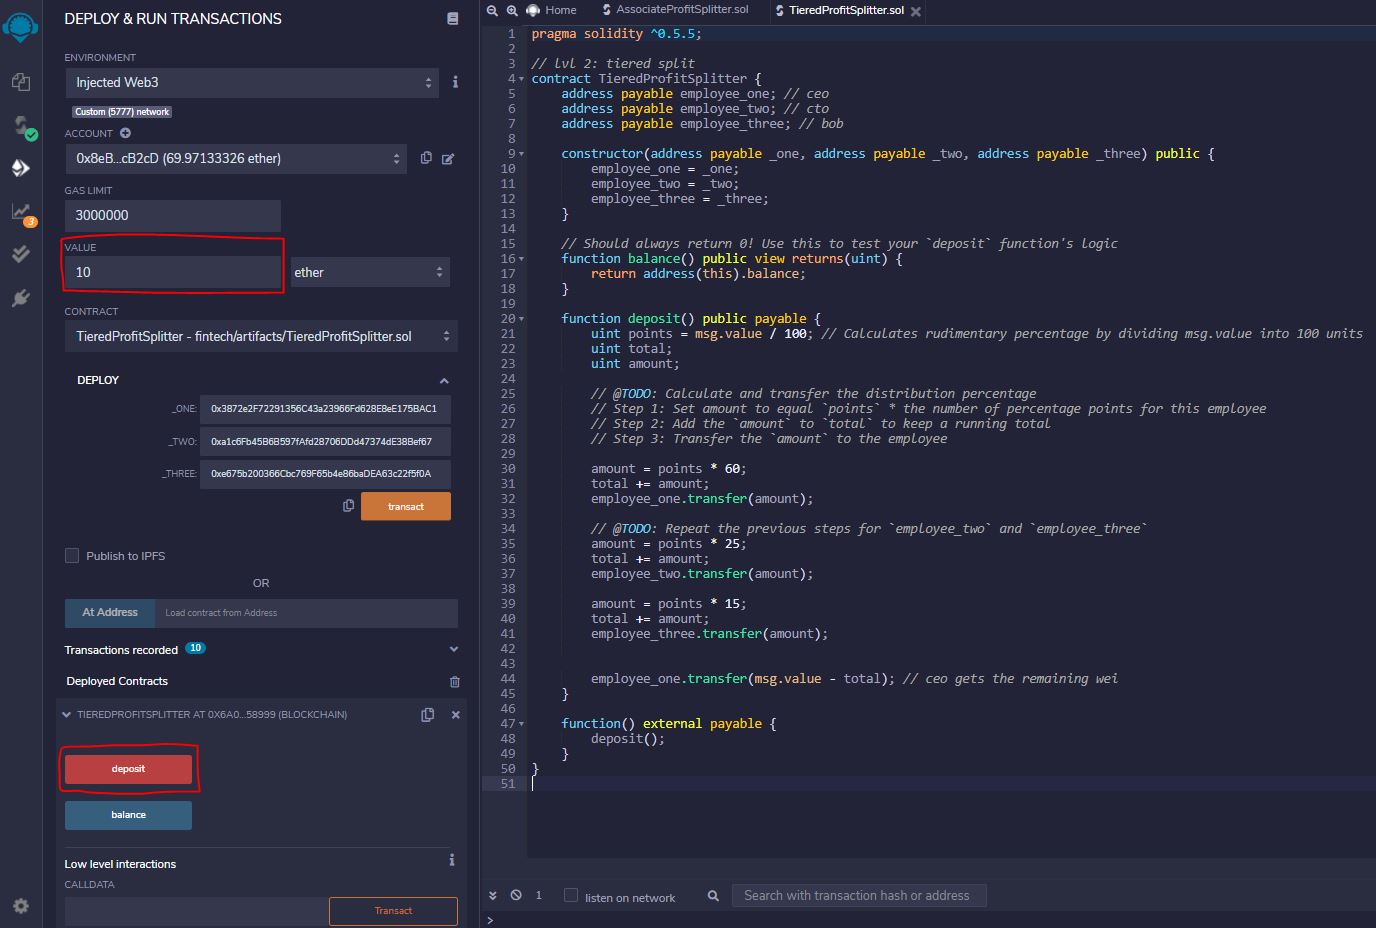 DEPLOY & RUN TRANSACTIONS
ENVIRONMENT
Injected Web3
Custom (5777) network
ACCOUNT
0x8eB...cB2cD (69.97133326 ether)
GAS LIMIT
3000000
VALUE
10
ether
CONTRACT
TieredProfitSplitter - fintech/artifacts/TieredProfitSplitter.sol
DEPLOY
_ONE: 0x3872e2F72291356C43a23966Fd628E8eE175BAC1
_TWO: 0xa1c6Fb45B6B597fAfd28706DDd47374dE38Bef67
_THREE: 0xe675b200366Cbc769F65b4e86baDEA63c22f5f0A
transact
Publish to IPFS
OR
At Address Load contract from Address
Transactions recorded 10
Deployed Contracts
TIEREDPROFITSPLITTER AT 0X6A0...58999 (BLOCKCHAIN)
deposit
balance
Low level interactions
CALLDATA
Transact
3
Home AssociateProfitSplitter.sol TieredProfitSplitter.sol
1 pragma solidity ^0.5.5;
2
3 // lvl 2: tiered split
4 contract TieredProfitSplitter {
5 address payable employee_one; // ceo
6 address payable employee_two; // cto
7 address payable employee_three; // bob
8
9 constructor(address payable _one, address payable _two, address payable _three) public {
10 employee_one = _one;
11 employee_two = _two;
12 employee_three = _three;
13 }
14
15 // Should always return 0! Use this to test your `deposit` function's logic
16 function balance() public view returns(uint) {
17 return address(this).balance;
18 }
19
20 function deposit() public payable {
21 uint points = msg.value / 100; // Calculates rudimentary percentage by dividing msg.value into 100 units
22 uint total;
23 uint amount;
24
25 // @TODO: Calculate and transfer the distribution percentage
26 // Step 1: Set amount to equal `points` * the number of percentage points for this employee
27 // Step 2: Add the `amount` to `total` to keep a running total
28 // Step 3: Transfer the `amount` to the employee
29
30 amount = points * 60;
31 total += amount;
32 employee_one.transfer(amount);
33
34 // @TODO: Repeat the previous steps for `employee_two` and `employee_three`
35 amount = points * 25;
36 total += amount;
37 employee_two.transfer(amount);
38
39 amount = points * 15;
40 total += amount;
41 employee_three.transfer(amount);
42
43
44 employee_one.transfer(msg.value - total); // ceo gets the remaining wei
45 }
46
47 function() external payable {
48 deposit();
49 }
50 }
51
1 listen on network Search with transaction hash or address
>